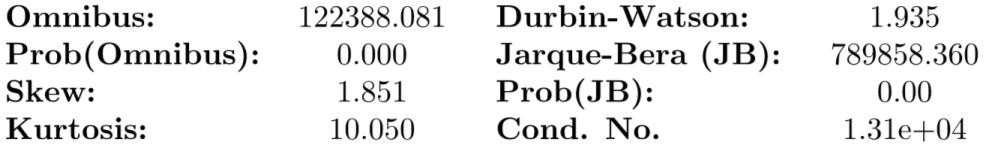 Omnibus: 122388.081 Durbin-Watson: 1.935
Prob(Omnibus): 0.000 Jarque-Bera (JB): 789858.360
Skew: 1.851 Prob(JB): 0.00
Kurtosis: 10.050 Cond. No. 1.31e+04